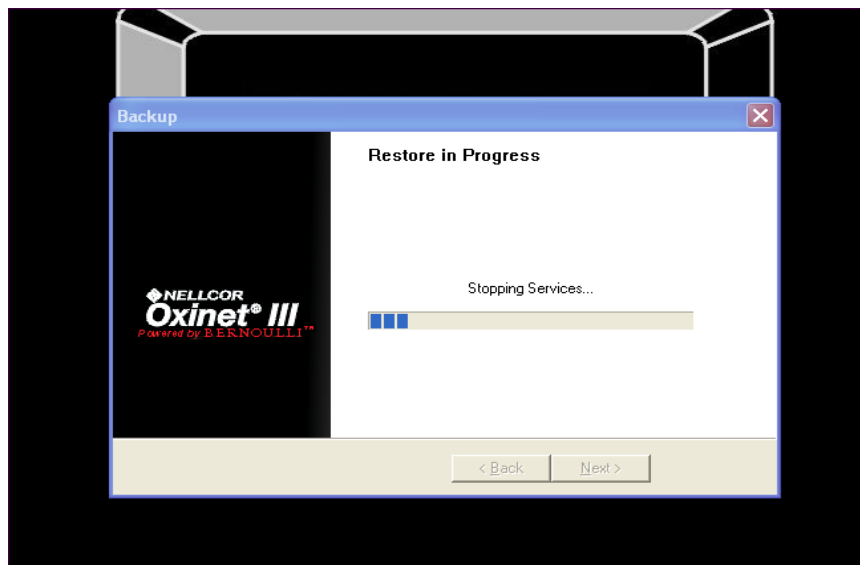 Backup
Restore in Progress
Stopping Services...
NELLCOR
Oxinet® III
Powered by BERNOULLI™
< Back
Next >